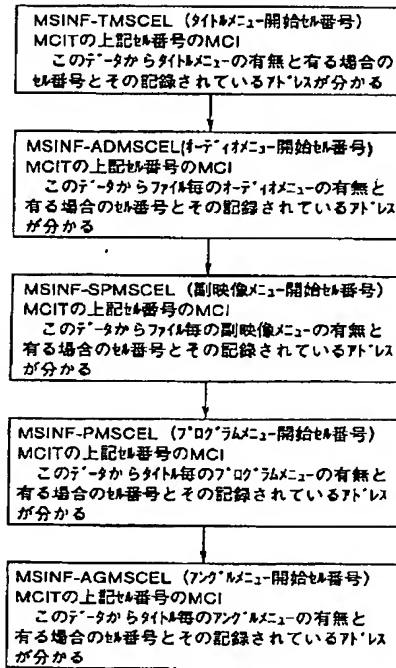 MSINF-TMSCEL (ﾀｲﾄﾙﾒﾆｭｰ開始ｾﾙ番号)
MCITの上記ｾﾙ番号のMCI
このﾃﾞｰﾀからﾀｲﾄﾙﾒﾆｭｰの有無と有る場合の
ｾﾙ番号とその記録されているｱﾄﾞﾚｽが分かる
MSINF-ADMSCEL(ｵｰﾃﾞｨｵﾒﾆｭｰ開始ｾﾙ番号)
MCITの上記ｾﾙ番号のMCI
このﾃﾞｰﾀからﾌｧｲﾙ毎のｵｰﾃﾞｨｵﾒﾆｭｰの有無と
有る場合のｾﾙ番号とその記録されているｱﾄﾞﾚｽ
が分かる
MSINF-SPMSCEL (副映像ﾒﾆｭｰ開始ｾﾙ番号)
MCITの上記ｾﾙ番号のMCI
このﾃﾞｰﾀからﾌｧｲﾙ毎の副映像ﾒﾆｭｰの有無と
有る場合のｾﾙ番号とその記録されているｱﾄﾞﾚｽ
が分かる
MSINF-PMSCEL (ﾌﾟﾛｸﾞﾗﾑﾒﾆｭｰ開始ｾﾙ番号)
MCITの上記ｾﾙ番号のMCI
このﾃﾞｰﾀからﾀｲﾄﾙ毎のﾌﾟﾛｸﾞﾗﾑﾒﾆｭｰの有無と
有る場合のｾﾙ番号とその記録されているｱﾄﾞﾚｽ
が分かる
MSINF-AGMSCEL (ｱﾝｸﾞﾙﾒﾆｭｰ開始ｾﾙ番号)
MCITの上記ｾﾙ番号のMCI
このﾃﾞｰﾀからﾀｲﾄﾙ毎のｱﾝｸﾞﾙﾒﾆｭｰの有無と
有る場合のｾﾙ番号とその記録されているｱﾄﾞﾚｽ
が分かる